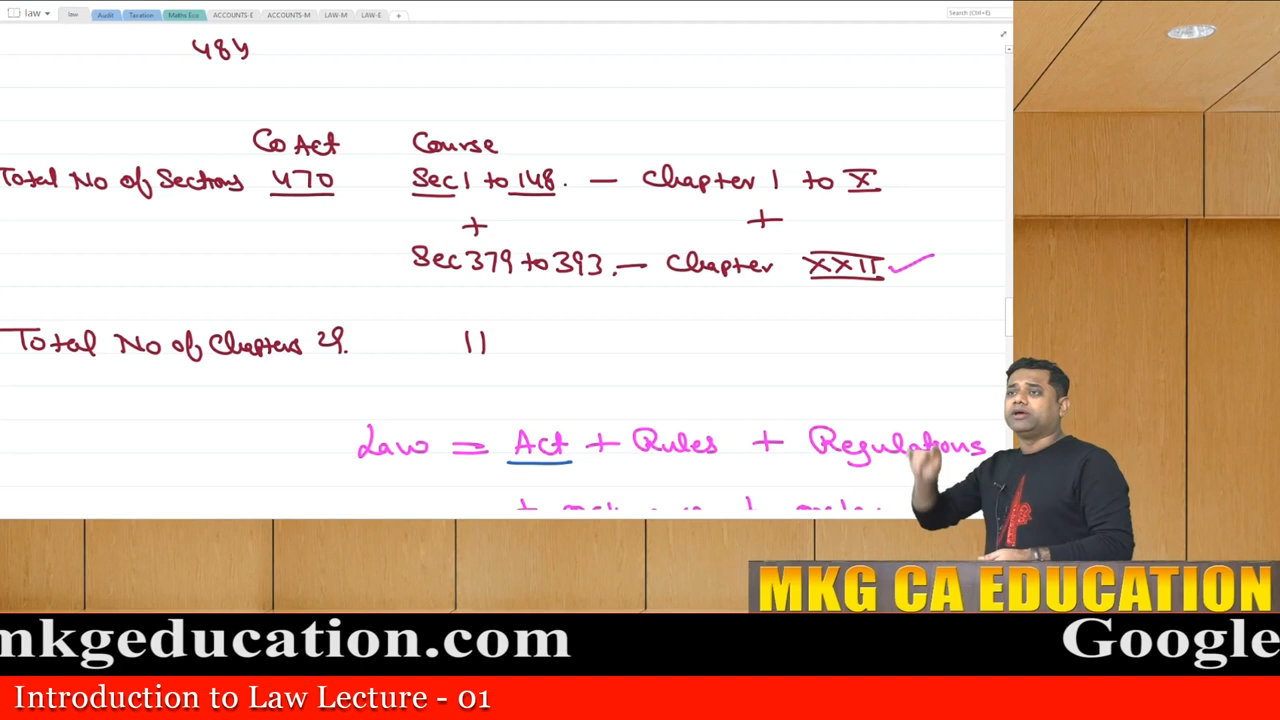 law Audit Taxation Maths Eco ACCOUNTS-E ACCOUNTS-M LAW-M LAW-E Search (Ctrl+E)
484
Co Act Course
Total No of Sections 470 Sec 1 to 148. — Chapter 1 to X
+ +
Sec 379 to 393. — Chapter XXII ✓
Total No of Chapters 29. 11
Law = Act + Rules + Regulations
MKG CA EDUCATION
mkgeducation.com Google
Introduction to Law Lecture - 01